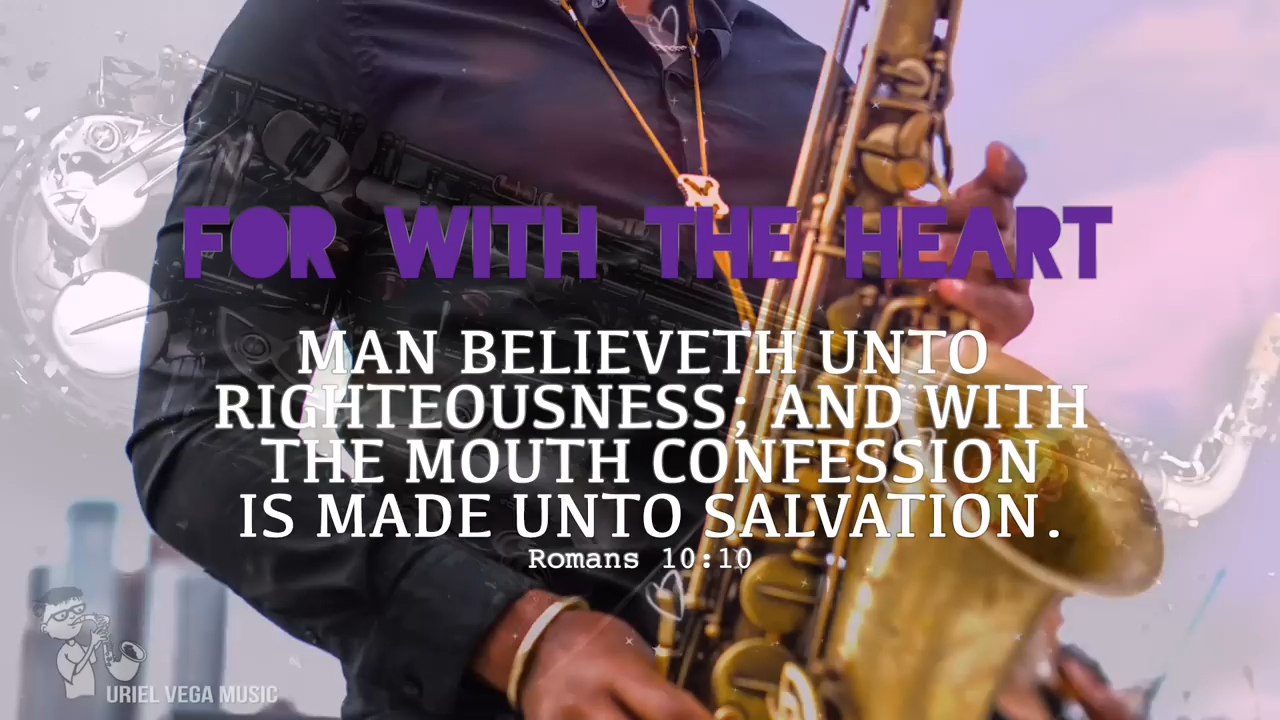 FOR WITH THE HEART
MAN BELIEVETH UNTO
RIGHTEOUSNESS; AND WITH
THE MOUTH CONFESSION
IS MADE UNTO SALVATION.
Romans 10:10
URIEL VEGA MUSIC